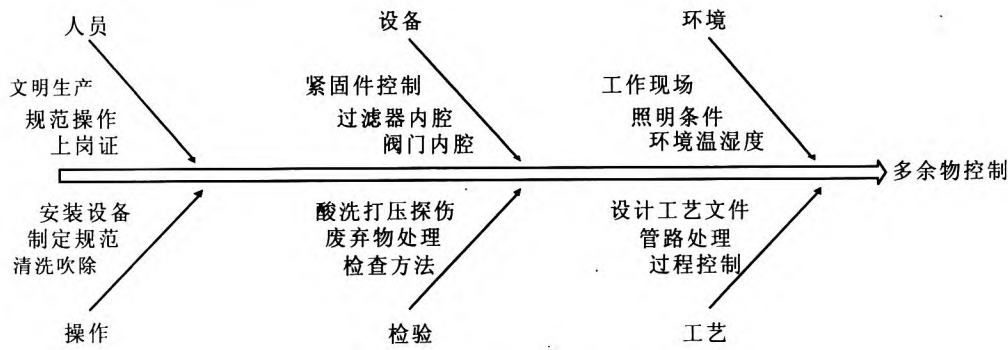 人员
设备
环境
文明生产
规范操作
上岗证
紧固件控制
过滤器内腔
阀门内腔
工作现场
照明条件
环境温湿度
多余物控制
安装设备
制定规范
清洗吹除
酸洗打压探伤
废弃物处理
检查方法
设计工艺文件
管路处理
过程控制
操作
检验
工艺